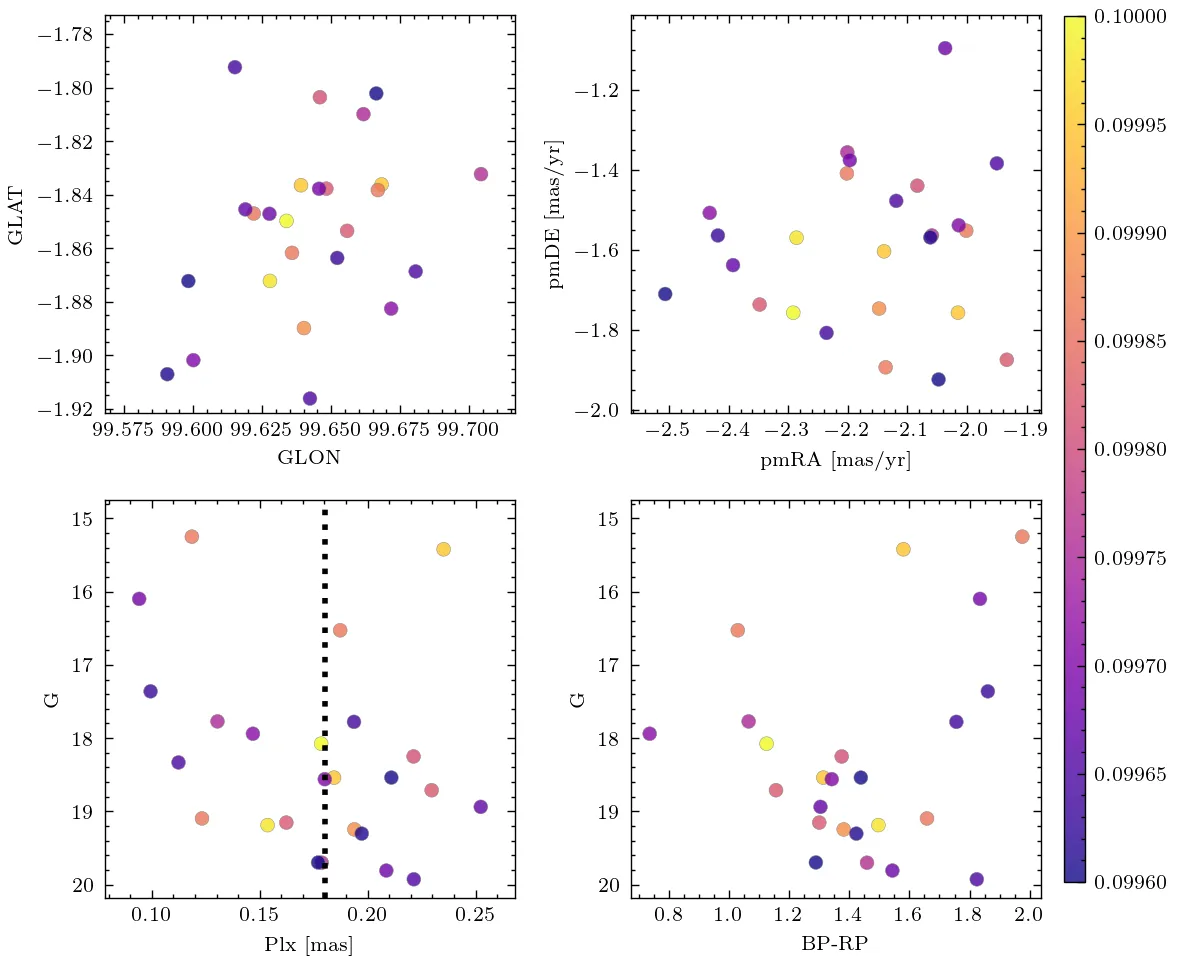 −1.78
−1.80
−1.82
−1.84
−1.86
−1.88
−1.90
−1.92
GLAT
99.575 99.600 99.625 99.650 99.675 99.700
GLON
−1.2
−1.4
−1.6
−1.8
−2.0
pmDE [mas/yr]
−2.5 −2.4 −2.3 −2.2 −2.1 −2.0 −1.9
pmRA [mas/yr]
15
16
17
18
19
20
G
0.10 0.15 0.20 0.25
Plx [mas]
15
16
17
18
19
20
G
0.8 1.0 1.2 1.4 1.6 1.8 2.0
BP-RP
0.10000
0.09995
0.09990
0.09985
0.09980
0.09975
0.09970
0.09965
0.09960